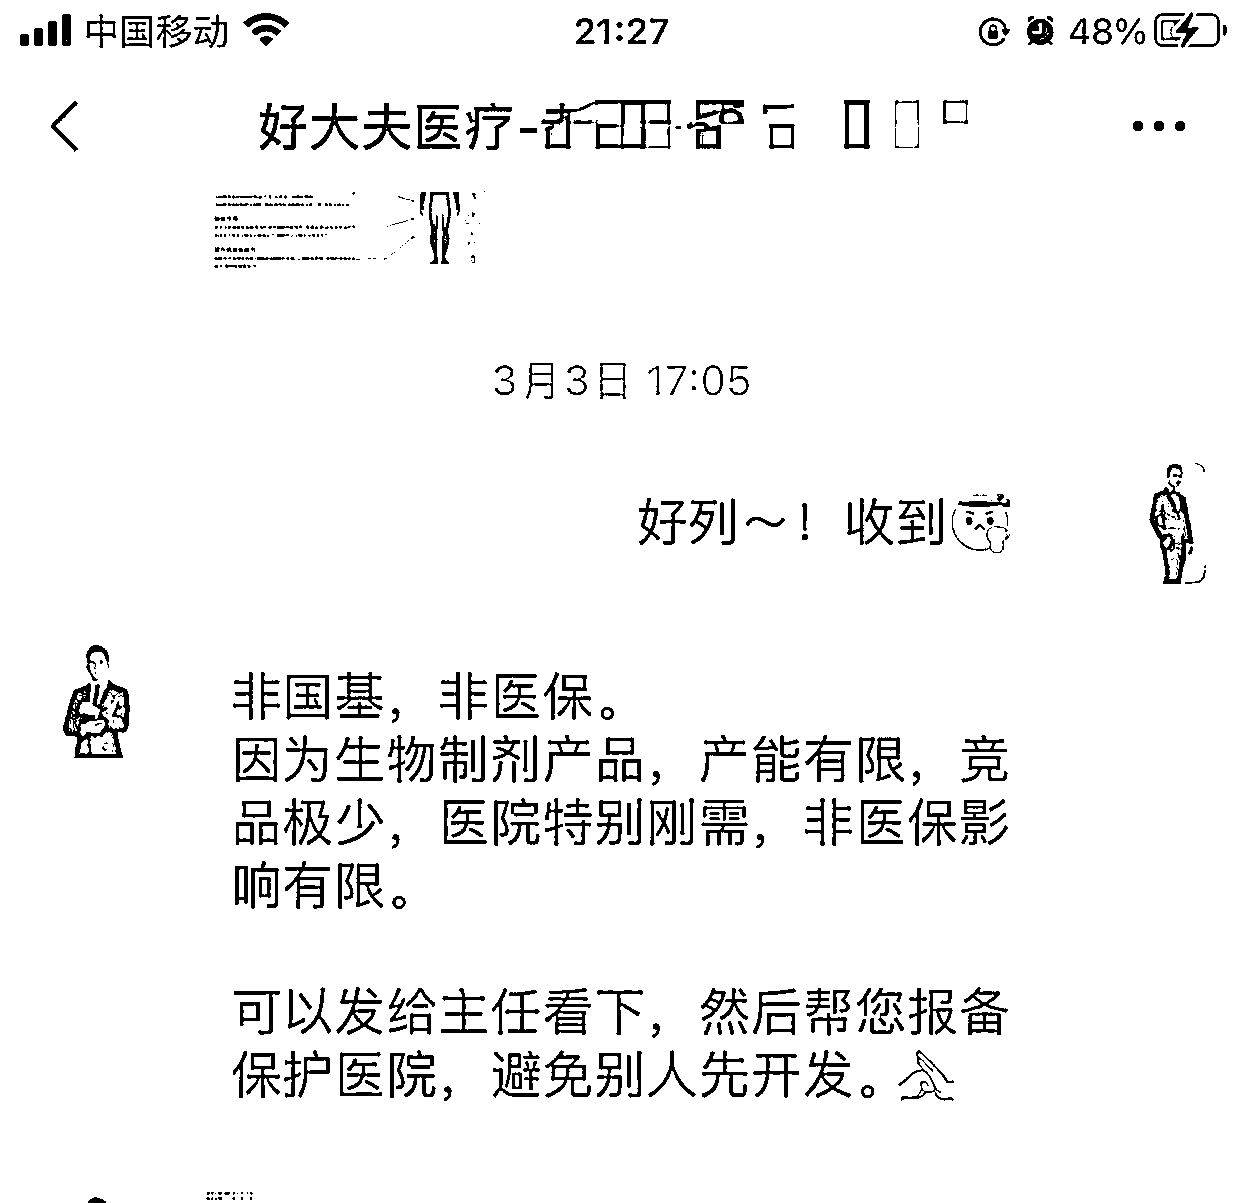 中国移动
21:27
48%
好大夫医疗-
3月3日 17:05
好列～！收到
非国基，非医保。
因为生物制剂产品，产能有限，竞
品极少，医院特别刚需，非医保影
响有限。
可以发给主任看下，然后帮您报备
保护医院，避免别人先开发。